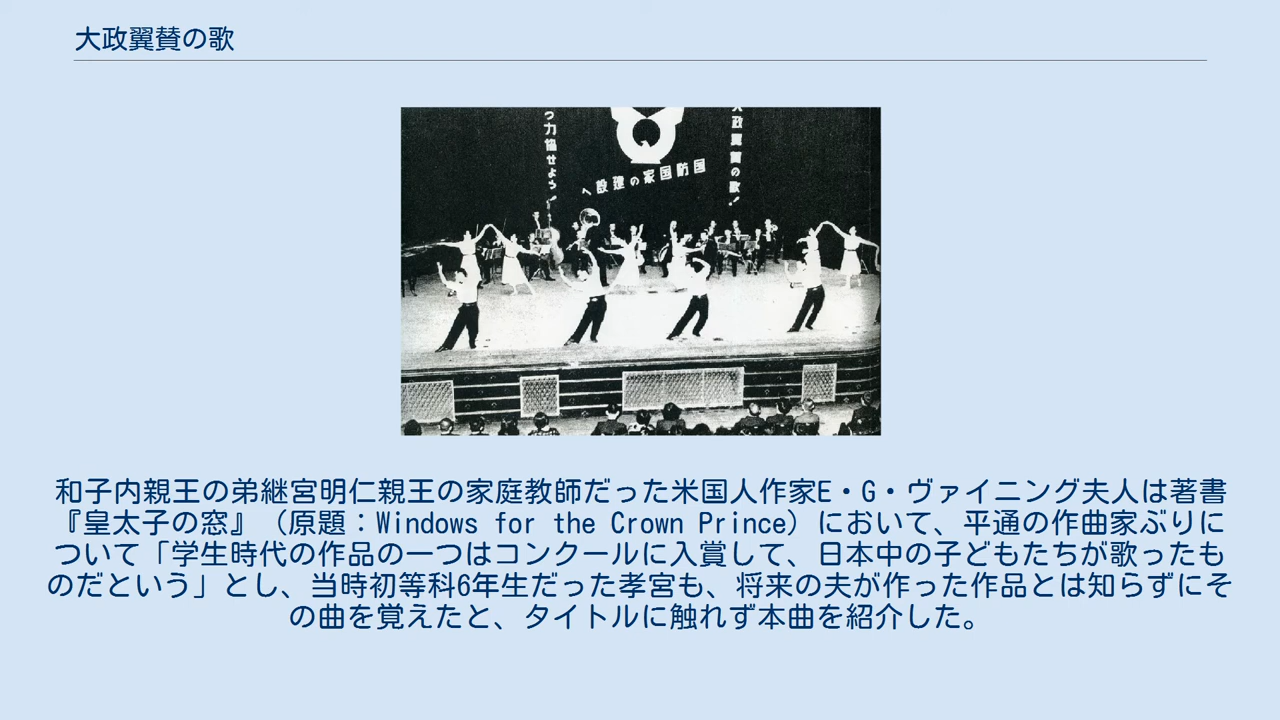 大政翼賛の歌
つ力協せよう!
へ設建の家国防国
大政翼賛の歌!
和子内親王の弟継宮明仁親王の家庭教師だった米国人作家E・G・ヴァイニング夫人は著書
『皇太子の窓』（原題：Windows for the Crown Prince）において、平通の作曲家ぶりに
ついて「学生時代の作品の一つはコンクールに入賞して、日本中の子どもたちが歌ったも
のだという」とし、当時初等科6年生だった孝宮も、将来の夫が作った作品とは知らずにそ
の曲を覚えたと、タイトルに触れず本曲を紹介した。